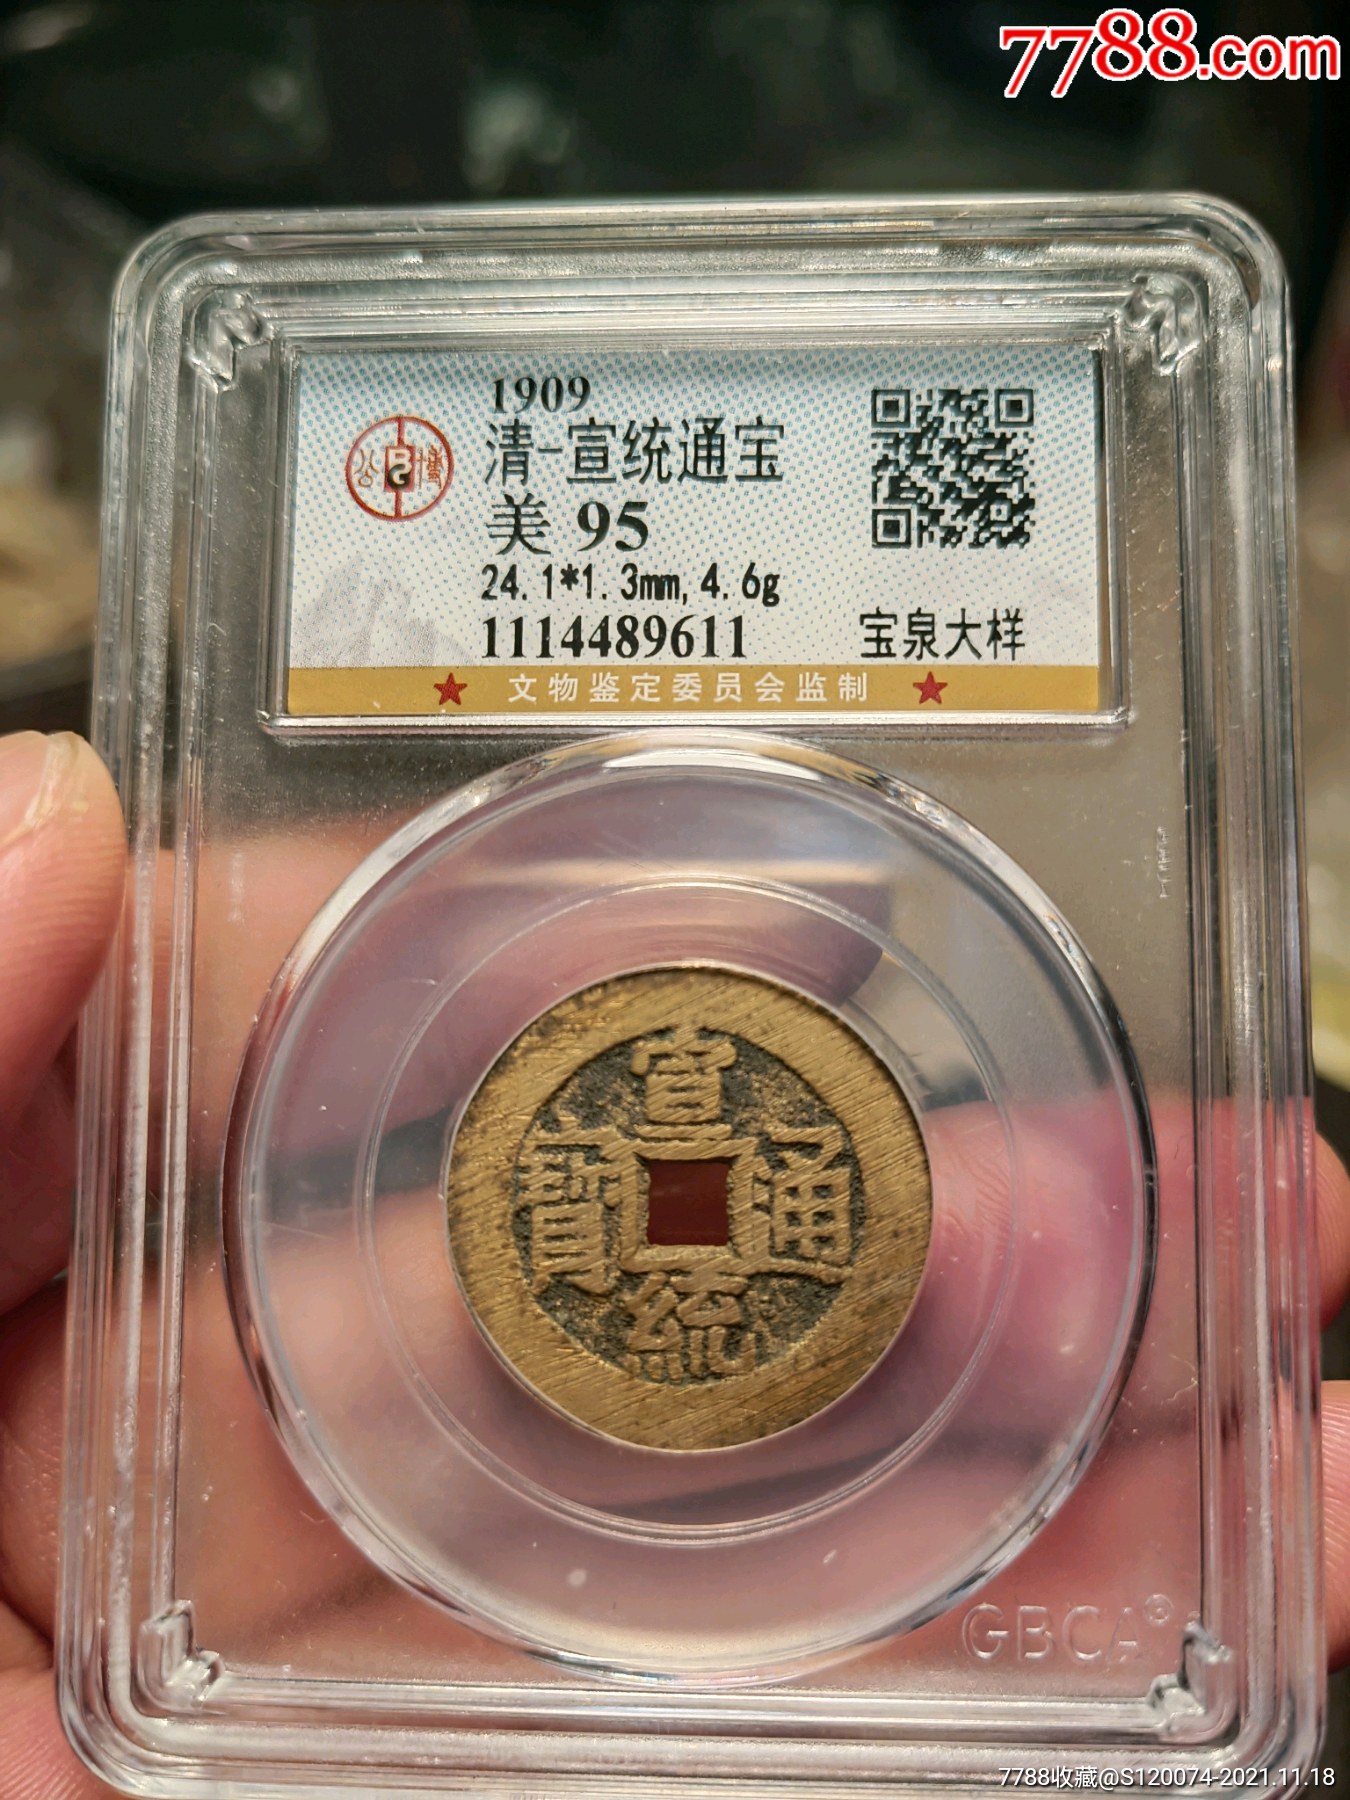 7788.com
1909
清-宣统通宝
美 95
24.1*1.3mm,4.6g
1114489611
宝泉大样
公 博
★ 文物鉴定委员会监制 ★
宣
寶 通
統
GBCA®
7788收藏@S120074-2021.11.18